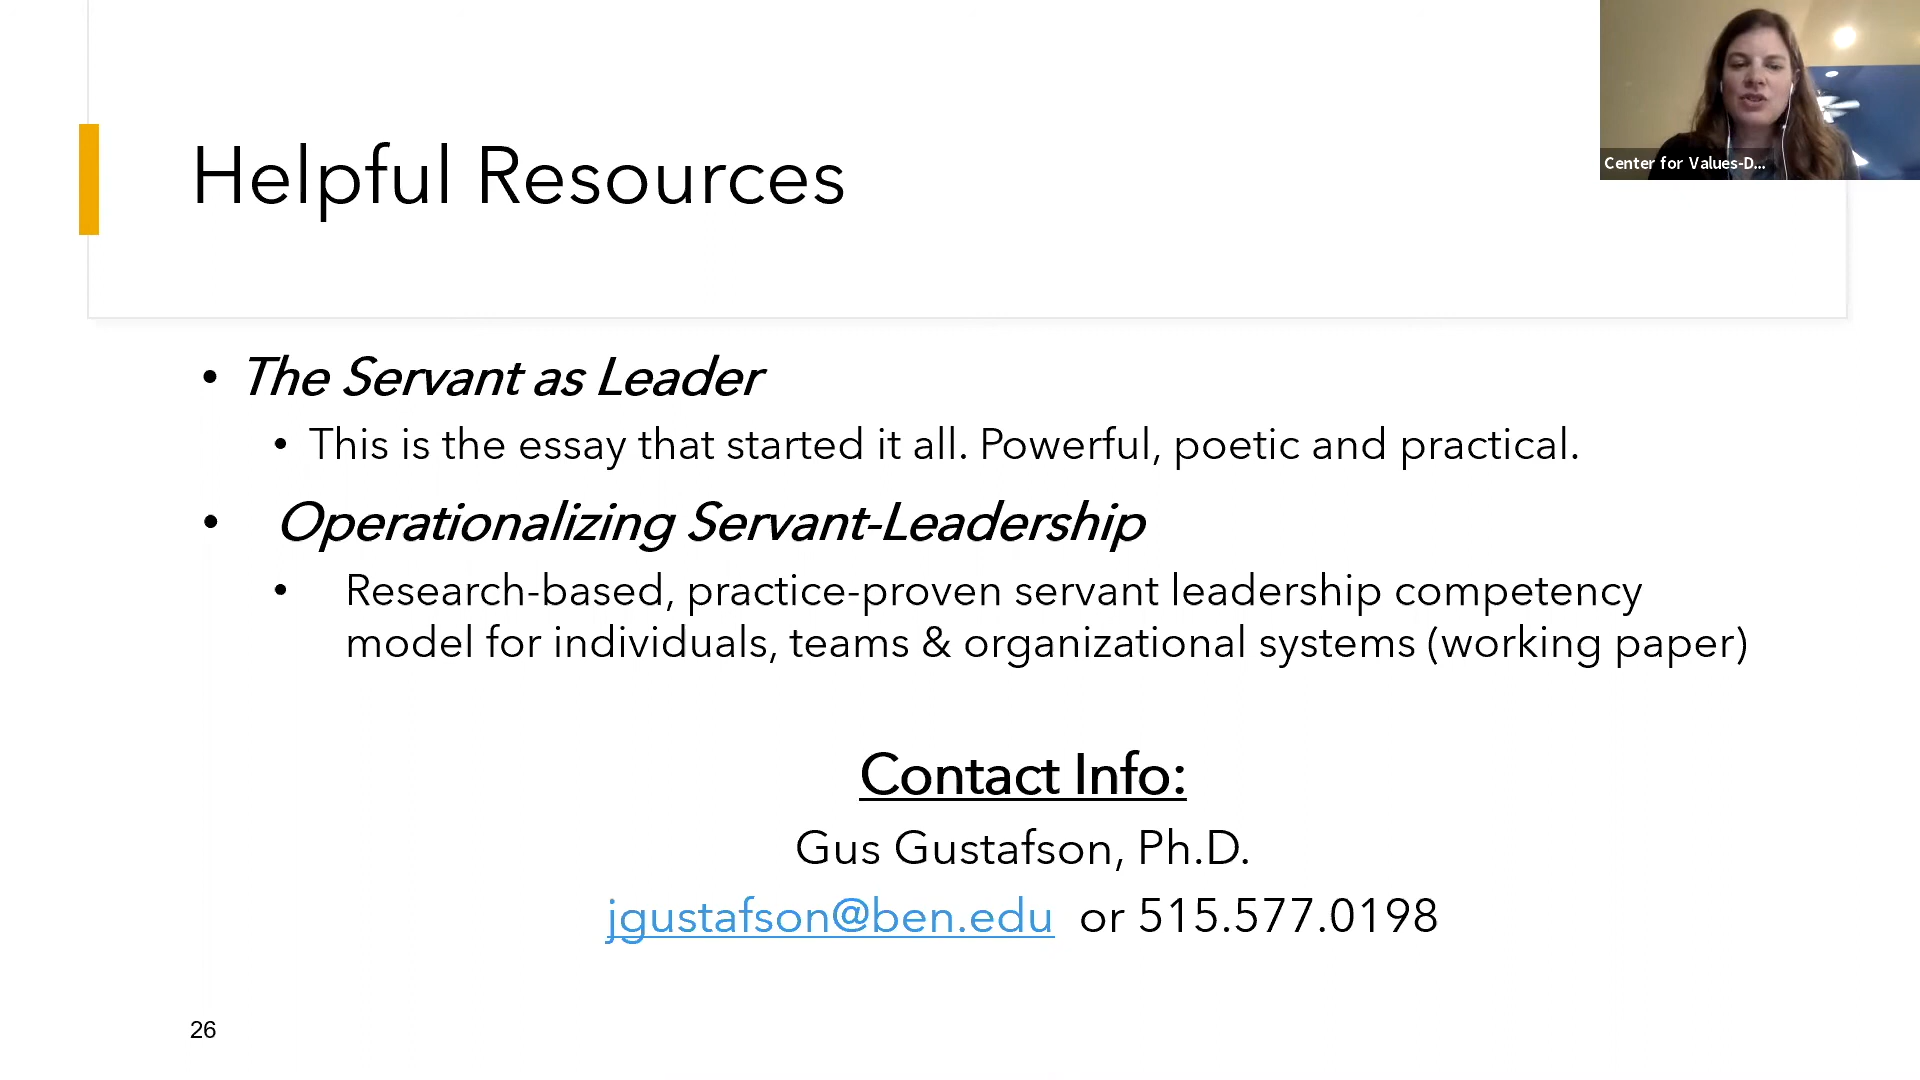 Helpful Resources
Center for Values-D...
• The Servant as Leader
• This is the essay that started it all. Powerful, poetic and practical.
• Operationalizing Servant-Leadership
• Research-based, practice-proven servant leadership competency
model for individuals, teams & organizational systems (working paper)
Contact Info:
Gus Gustafson, Ph.D.
jgustafson@ben.edu or 515.577.0198
26